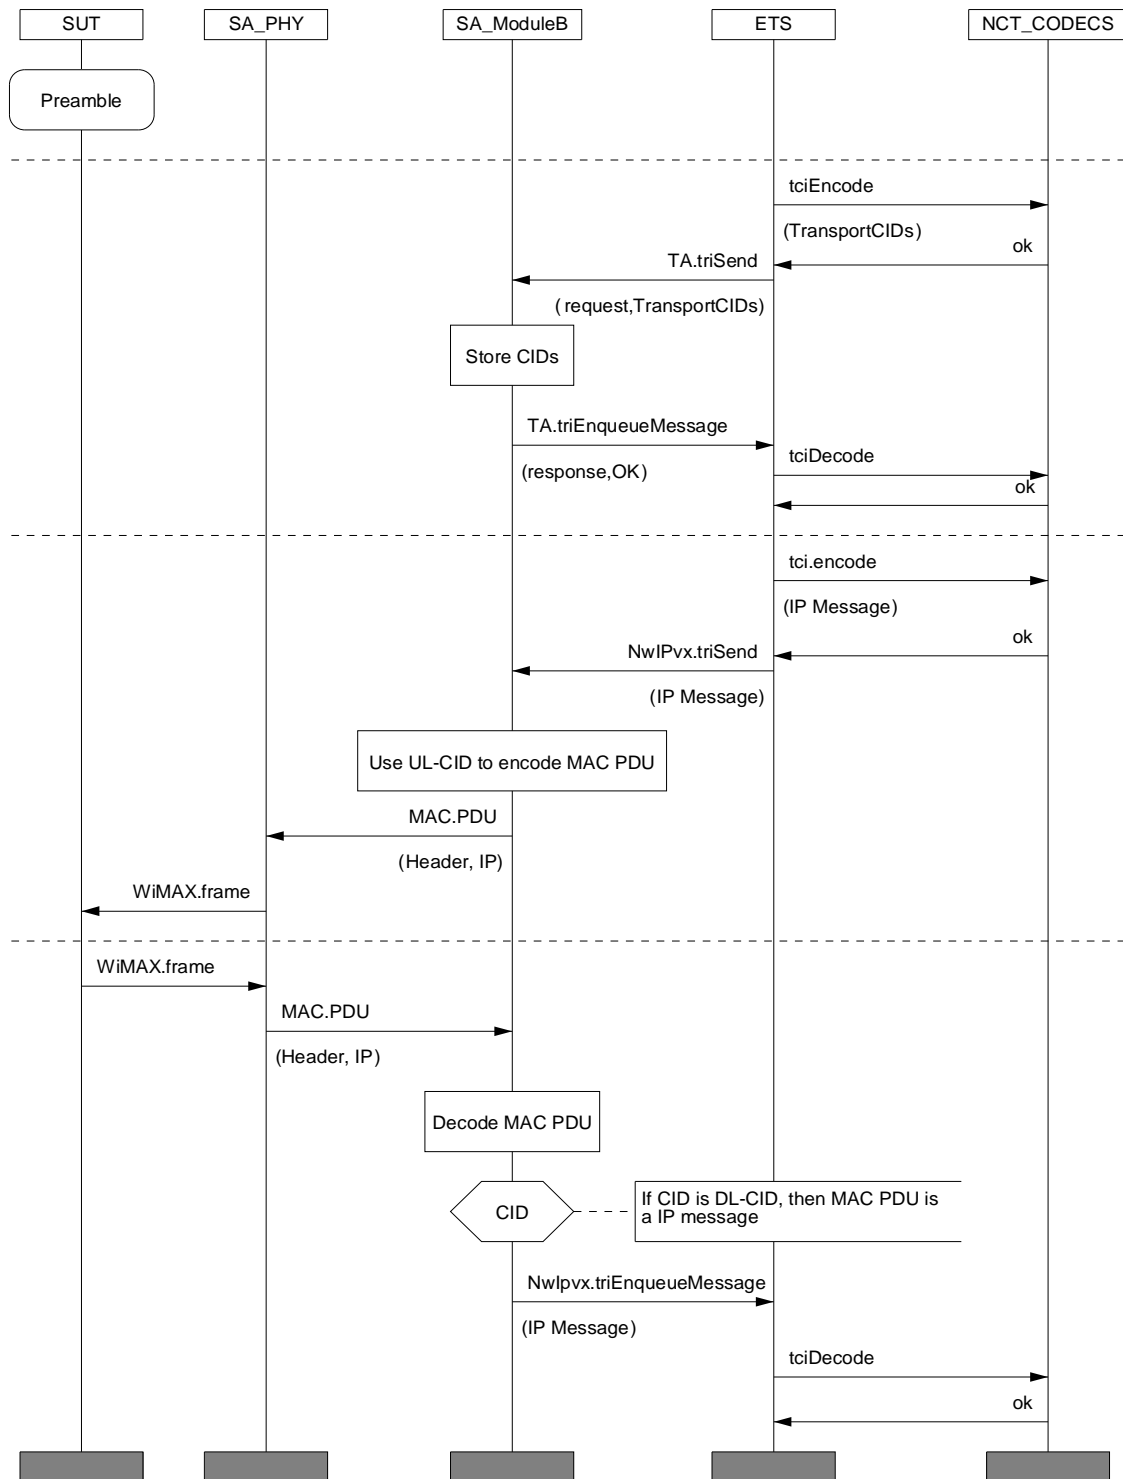 SUT
SA_PHY
SA_ModuleB
ETS
NCT_CODECS
Preamble
tciEncode
(TransportCIDs)
ok
TA.triSend
( request,TransportCIDs)
Store CIDs
TA.triEnqueueMessage
(response,OK)
tciDecode
ok
tci.encode
(IP Message)
ok
NwIPvx.triSend
(IP Message)
Use UL-CID to encode MAC PDU
MAC.PDU
(Header, IP)
WiMAX.frame
WiMAX.frame
MAC.PDU
(Header, IP)
Decode MAC PDU
CID
If CID is DL-CID, then MAC PDU is
a IP message
NwIpvx.triEnqueueMessage
(IP Message)
tciDecode
ok